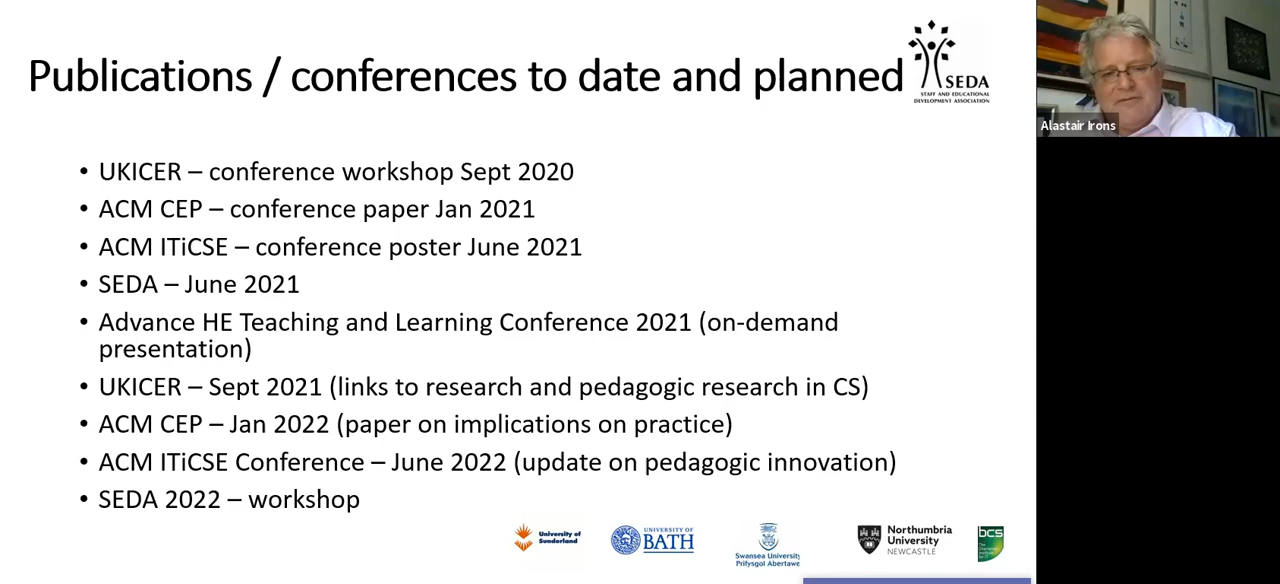 Publications / conferences to date and planned
SEDA
STAFF AND EDUCATIONAL
DEVELOPMENT ASSOCIATION
Alastair Irons
• UKICER – conference workshop Sept 2020
• ACM CEP – conference paper Jan 2021
• ACM ITiCSE – conference poster June 2021
• SEDA – June 2021
• Advance HE Teaching and Learning Conference 2021 (on-demand
presentation)
• UKICER – Sept 2021 (links to research and pedagogic research in CS)
• ACM CEP – Jan 2022 (paper on implications on practice)
• ACM ITiCSE Conference – June 2022 (update on pedagogic innovation)
• SEDA 2022 – workshop
University of
Sunderland
UNIVERSITY OF
BATH
Swansea University
Prifysgol Abertawe
Northumbria
University
NEWCASTLE
bcs